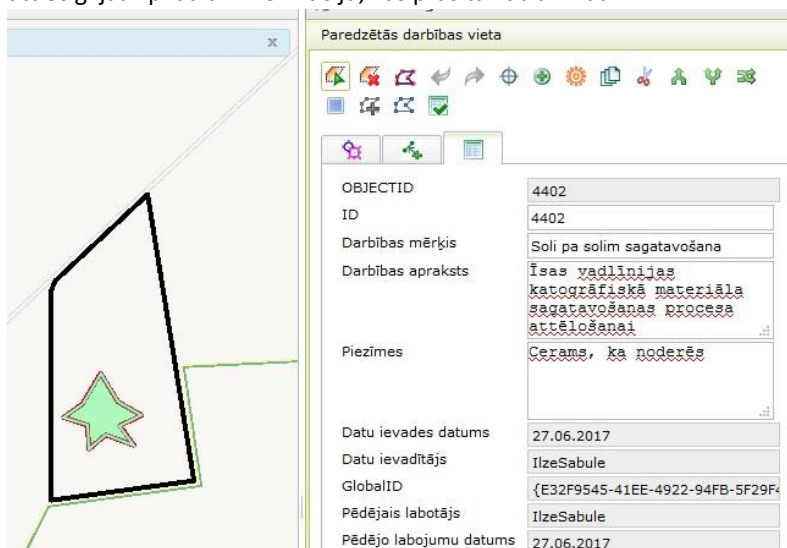 x
Paredzētās darbības vieta
OBJECTID 4402
ID 4402
Darbības mērķis Soli pa solim sagatavošana
Darbības apraksts Īsas vadlīnijas
katogrāfiskā materiāla
sagatavošanas procesa
attēlošanai
Piezīmes Cerams, ka noderēs
Datu ievades datums 27.06.2017
Datu ievadītājs IlzeSabule
GlobalID {E32F9545-41EE-4922-94FB-5F29F4
Pēdējais labotājs IlzeSabule
Pēdējo labojumu datums 27.06.2017